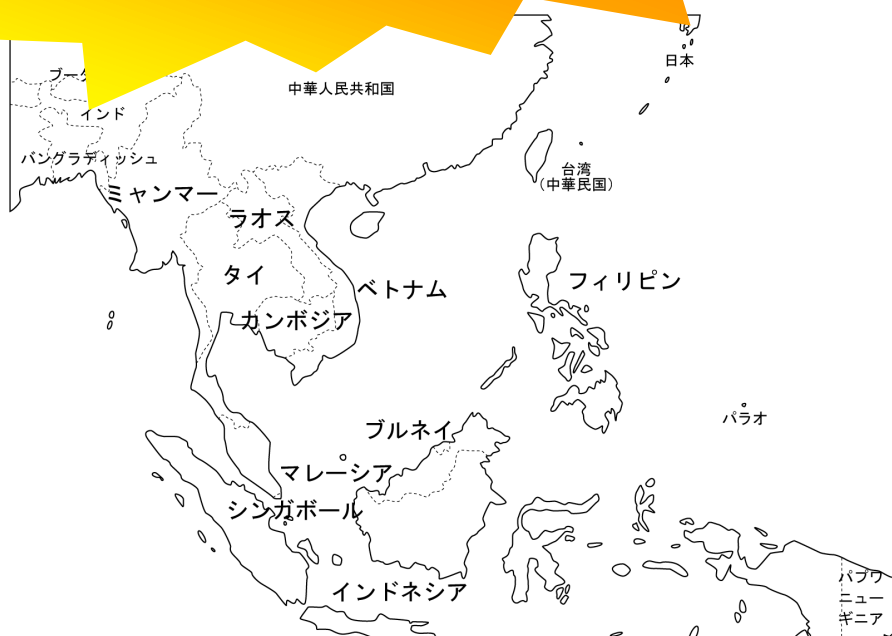 日本
ブータ
中華人民共和国
インド
バングラディッシュ
台湾
（中華民国）
ミャンマー
ラオス
タイ
ベトナム
フィリピン
カンボジア
パラオ
ブルネイ
マレーシア
シンガポール
インドネシア
パプワ
ニュー
ギニア